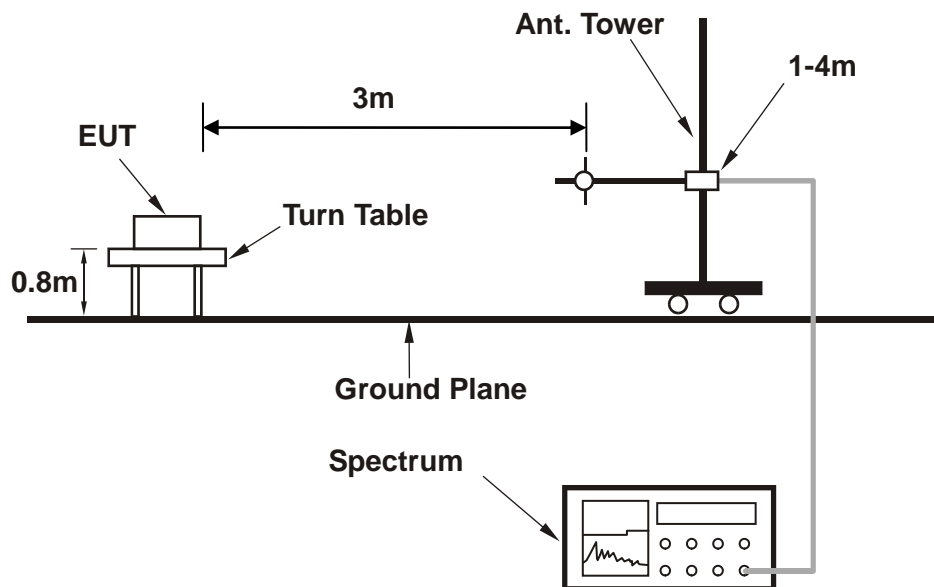 Ant. Tower
1-4m
3m
EUT
Turn Table
0.8m
Ground Plane
Spectrum